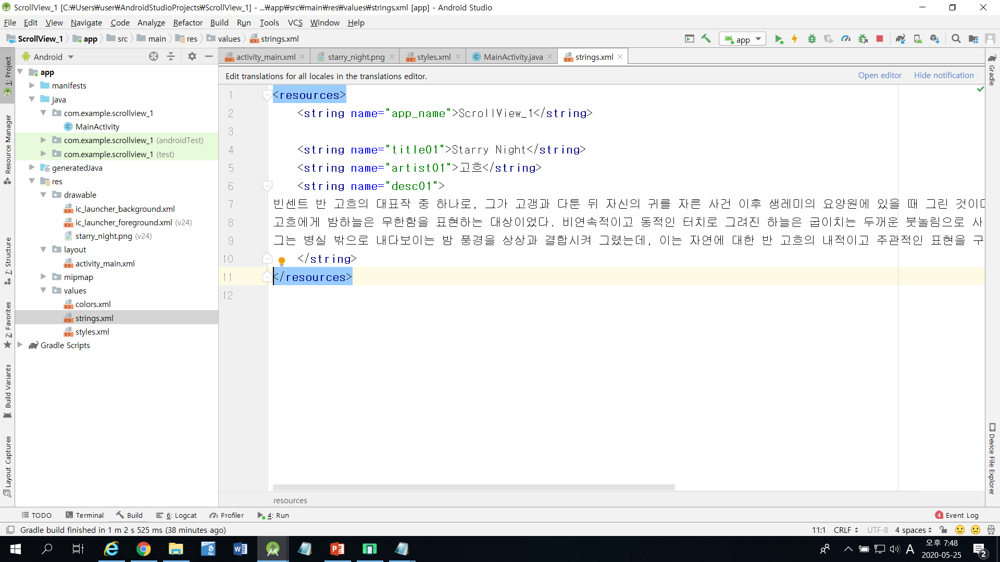 ScrollView_1 [C:₩Users₩user₩AndroidStudioProjects₩ScrollView_1] - ...₩app₩src₩main₩res₩values₩strings.xml [app] - Android Studio
File Edit View Navigate Code Analyze Refactor Build Run Tools VCS Window Help
ScrollView_1 app src main res values strings.xml
app
Android
activity_main.xml starry_night.png styles.xml MainActivity.java strings.xml
Edit translations for all locales in the translations editor.
Open editor Hide notification
1: Project
Resource Manager
7: Structure
2: Favorites
Build Variants
Layout Captures
app
manifests
java
com.example.scrollview_1
MainActivity
com.example.scrollview_1 (androidTest)
com.example.scrollview_1 (test)
generatedJava
res
drawable
ic_launcher_background.xml
ic_launcher_foreground.xml (v24)
starry_night.png (v24)
layout
activity_main.xml
mipmap
values
colors.xml
strings.xml
styles.xml
Gradle Scripts
1 <resources>
2 <string name="app_name">ScrollView_1</string>
3
4 <string name="title01">Starry Night</string>
5 <string name="artist01">고흐</string>
6 <string name="desc01">
7 빈센트 반 고흐의 대표작 중 하나로, 그가 고갱과 다툰 뒤 자신의 귀를 자른 사건 이후 생레미의 요양원에 있을 때 그린 것이다
8 고흐에게 밤하늘은 무한함을 표현하는 대상이었다. 비연속적이고 동적인 터치로 그려진 하늘은 굽이치는 두꺼운 붓놀림으로 사
9 그는 병실 밖으로 내다보이는 밤 풍경을 상상과 결합시켜 그렸는데, 이는 자연에 대한 반 고흐의 내적이고 주관적인 표현을 구
10 </string>
11 </resources>
12
resources
Gradle
Device File Explorer
TODO Terminal Build 6: Logcat Profiler 4: Run
4 Event Log
Gradle build finished in 1 m 2 s 525 ms (38 minutes ago)
11:1 CRLF UTF-8 4 spaces
A
오후 7:48
2020-05-25
2